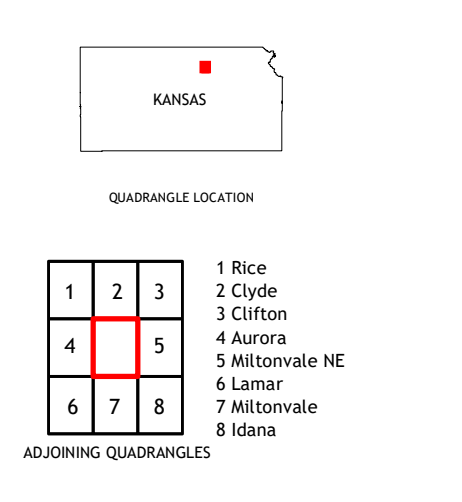 KANSAS
QUADRANGLE LOCATION
1 2 3
4 5
6 7 8
1 Rice
2 Clyde
3 Clifton
4 Aurora
5 Miltonvale NE
6 Lamar
7 Miltonvale
8 Idana
ADJOINING QUADRANGLES